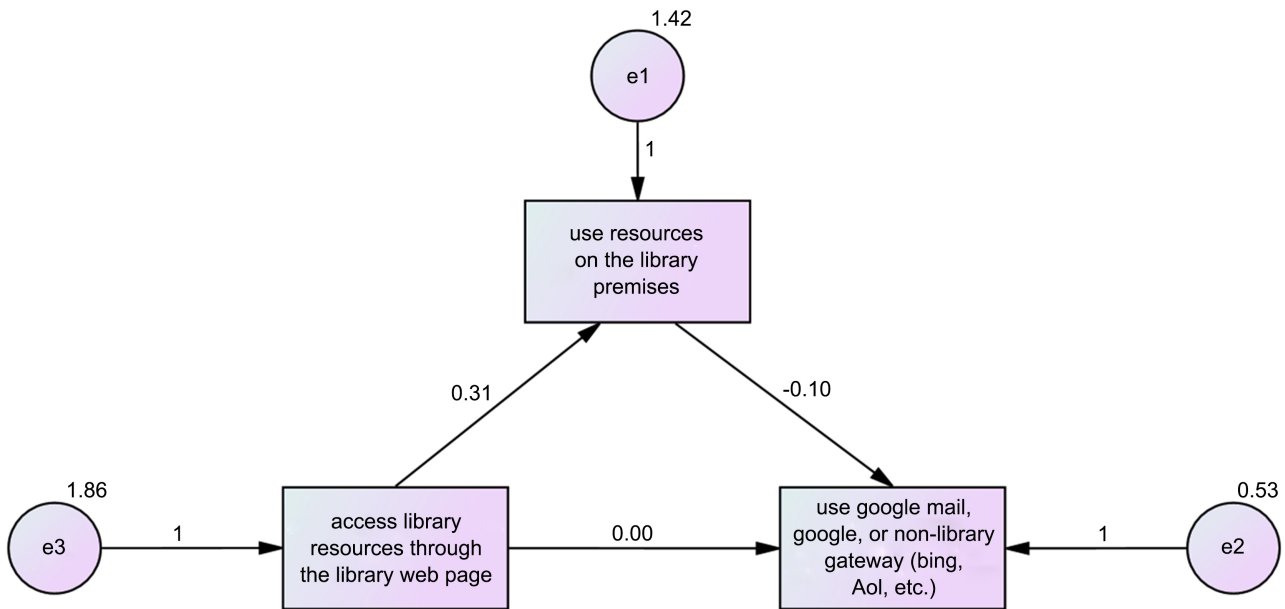 1.42
e1
1
use resources
on the library
premises
0.31
-0.10
1.86
e3
1
access library
resources through
the library web page
0.00
use google mail,
google, or non-library
gateway (bing,
Aol, etc.)
1
0.53
e2